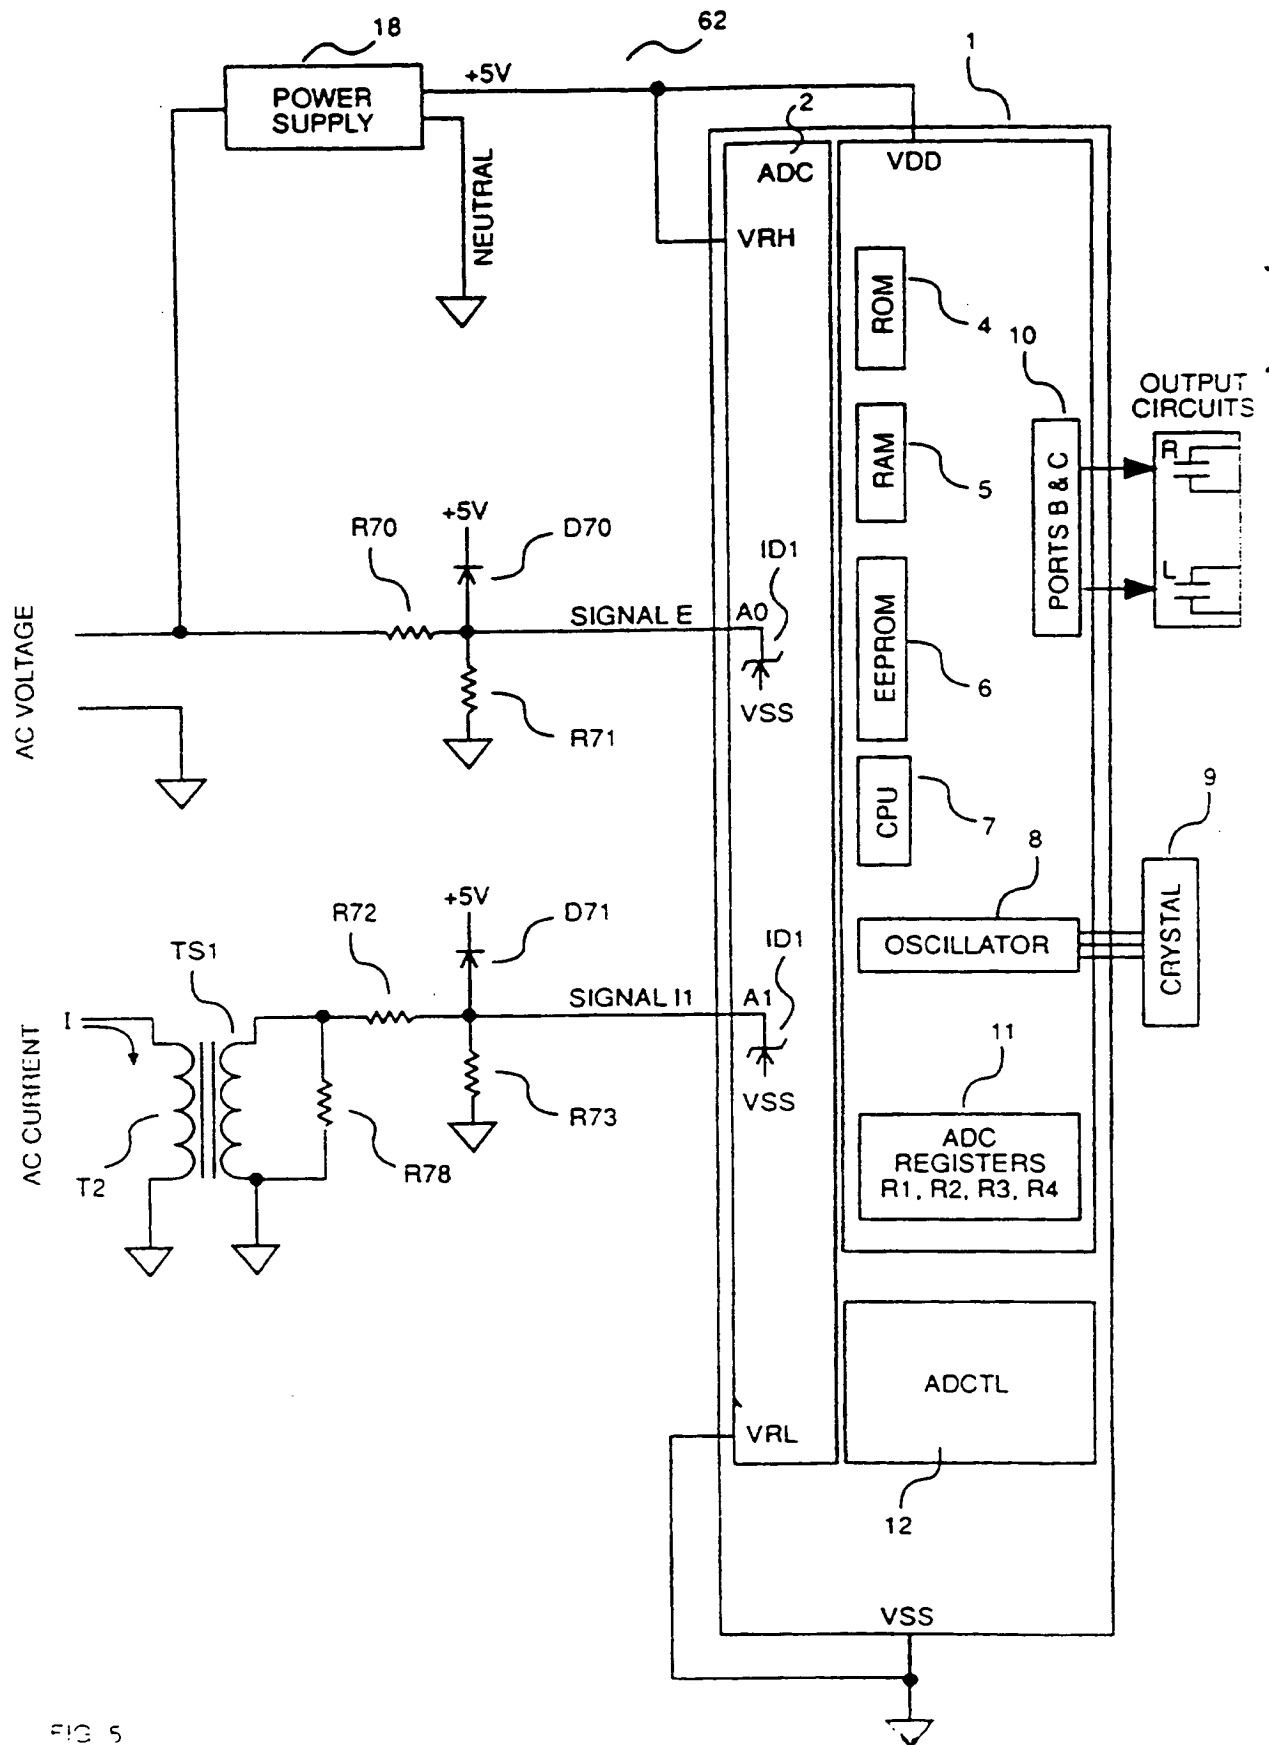 18
62
1
POWER
SUPPLY
+5V
NEUTRAL
2
ADC
VDD
VRH
ROM
4
10
OUTPUT
CIRCUITS
RAM
5
PORTS B & C
R
L
+5V
R70
D70
ID1
SIGNAL E
A0
VSS
R71
AC VOLTAGE
EEPROM
6
CPU
7
8
9
OSCILLATOR
CRYSTAL
+5V
R72
D71
ID1
TS1
SIGNAL I1
A1
I
VSS
AC CURRENT
T2
R78
R73
11
ADC
REGISTERS
R1, R2, R3, R4
ADCTL
VRL
12
VSS
FIG 5